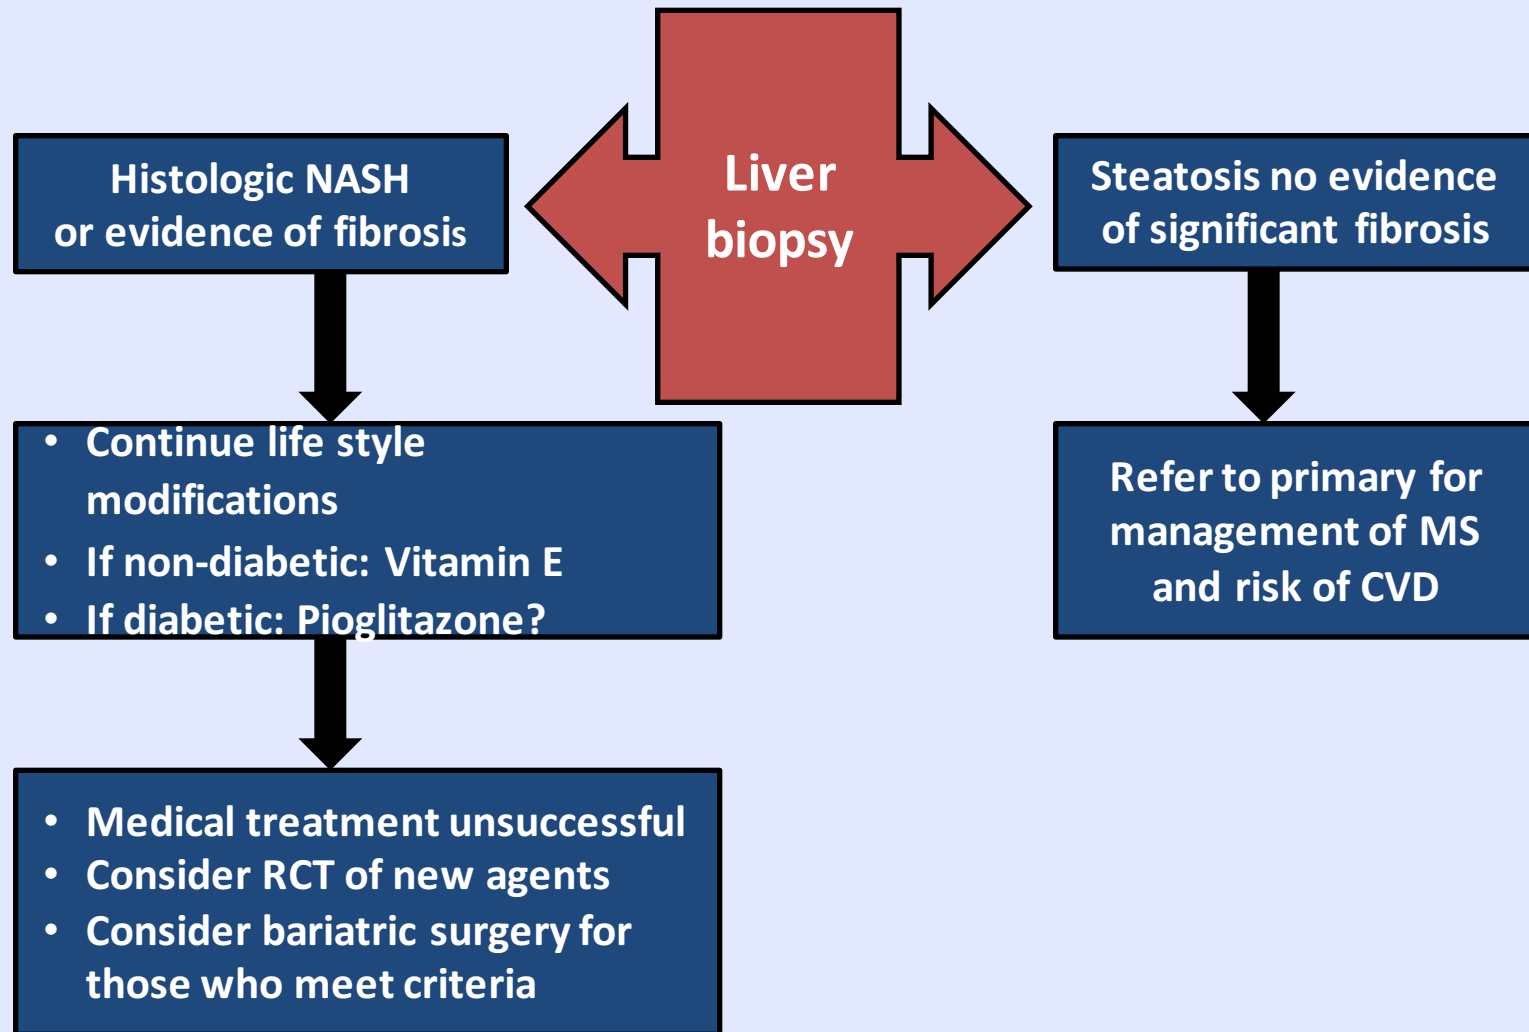 Liver
biopsy
Histologic NASH
or evidence of fibrosis
Steatosis no evidence
of significant fibrosis
• Continue life style
modifications
• If non-diabetic: Vitamin E
• If diabetic: Pioglitazone?
Refer to primary for
management of MS
and risk of CVD
• Medical treatment unsuccessful
• Consider RCT of new agents
• Consider bariatric surgery for
those who meet criteria